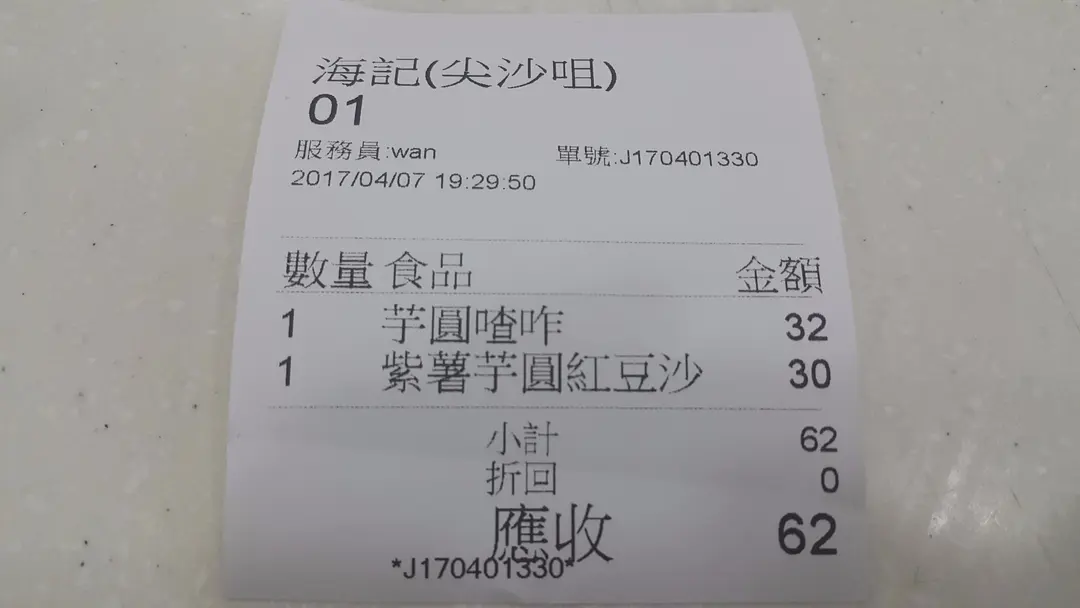 海記(尖沙咀)
01
服務員:wan 單號:J170401330
2017/04/07 19:29:50
數量 食品 金額
1 芋圓喳咋 32
1 紫薯芋圓紅豆沙 30
小計 62
折回 0
應收 62
*J170401330*